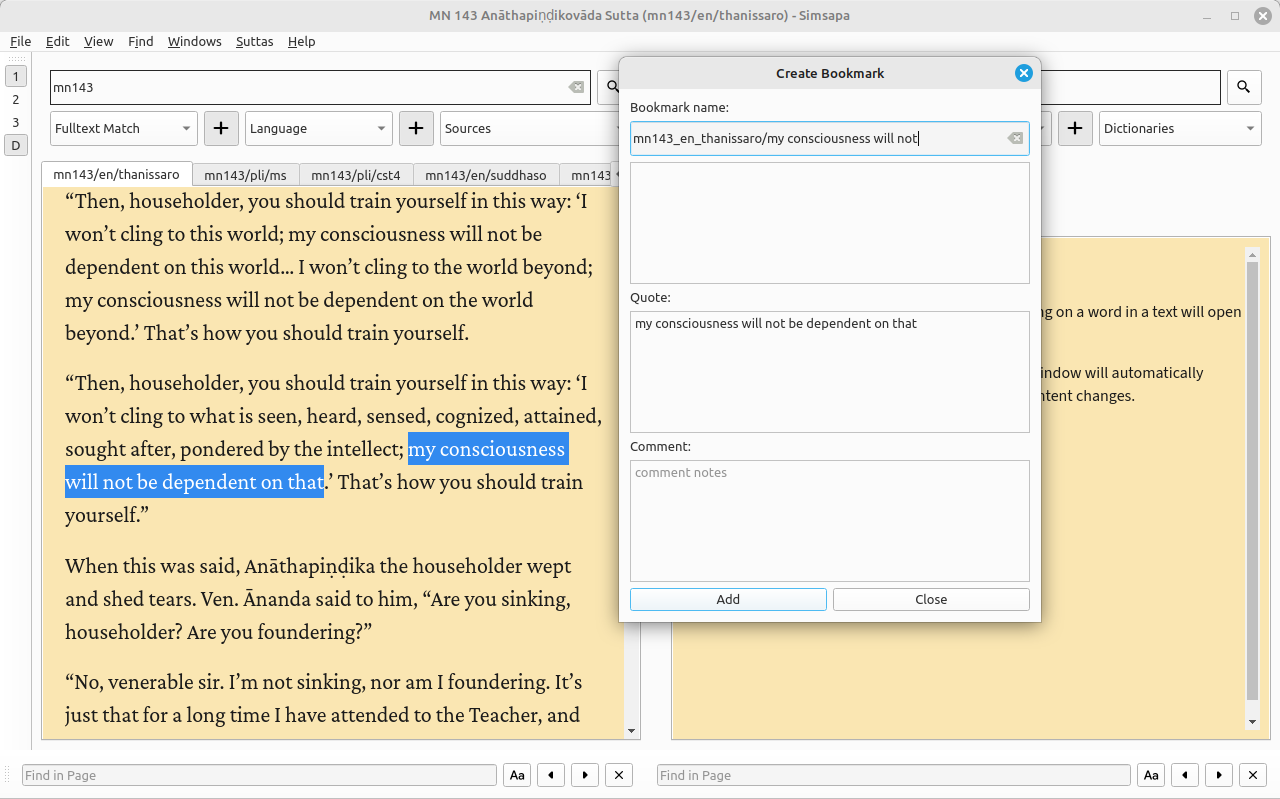 MN 143 Anāthapiṇḍikovāda Sutta (mn143/en/thanissaro) - Simsapa
File Edit View Find Windows Suttas Help
1
2
3
D
mn143
Fulltext Match
Language
Sources
Dictionaries
mn143/en/thanissaro
mn143/pli/ms
mn143/pli/cst4
mn143/en/suddhaso
mn143
“Then, householder, you should train yourself in this way: ‘I
won’t cling to this world; my consciousness will not be
dependent on this world… I won’t cling to the world beyond;
my consciousness will not be dependent on the world
beyond.’ That’s how you should train yourself.
“Then, householder, you should train yourself in this way: ‘I
won’t cling to what is seen, heard, sensed, cognized, attained,
sought after, pondered by the intellect; my consciousness
will not be dependent on that.’ That’s how you should train
yourself.”
When this was said, Anāthapiṇḍika the householder wept
and shed tears. Ven. Ānanda said to him, “Are you sinking,
householder? Are you foundering?”
“No, venerable sir. I’m not sinking, nor am I foundering. It’s
just that for a long time I have attended to the Teacher, and
Create Bookmark
Bookmark name:
mn143_en_thanissaro/my consciousness will not
Quote:
my consciousness will not be dependent on that
Comment:
comment notes
Add
Close
on a word in a text will open
will automatically
changes.
Find in Page
Aa
Find in Page
Aa